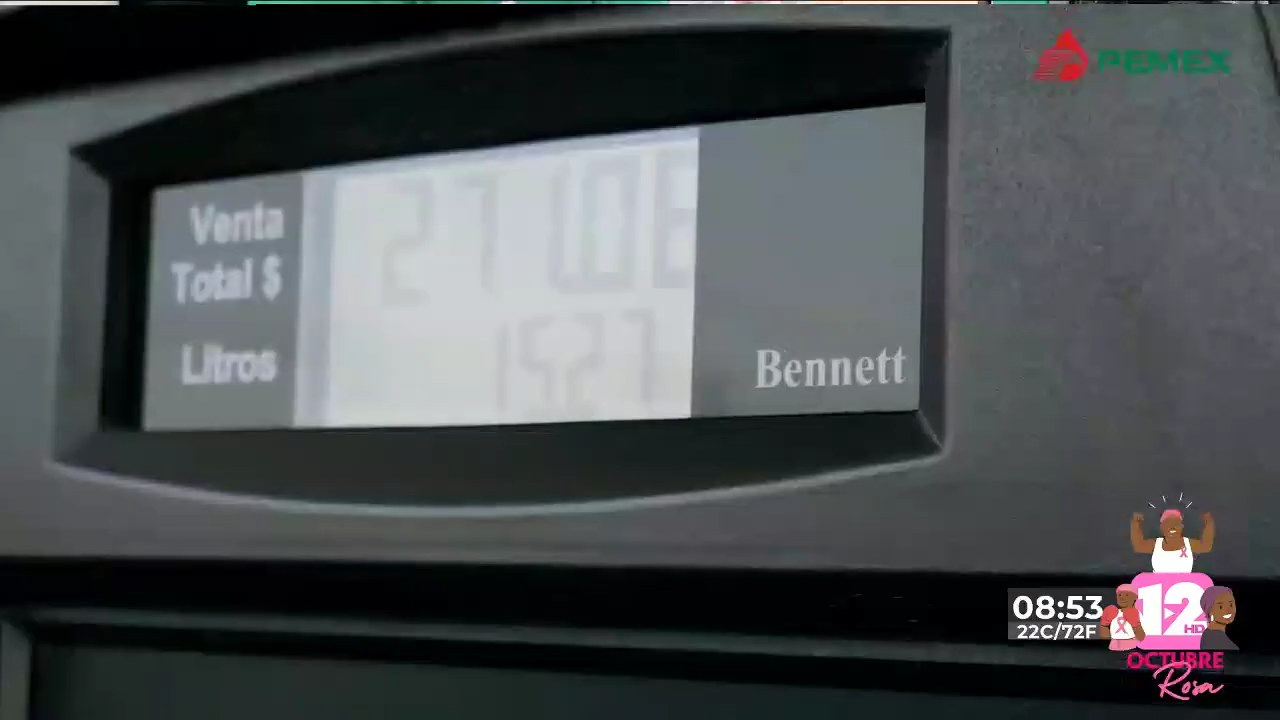 PEMEX
Venta
Total $
Litros
Bennett
08:53
22C/72F
12
HD
OCTUBRE
Rosa